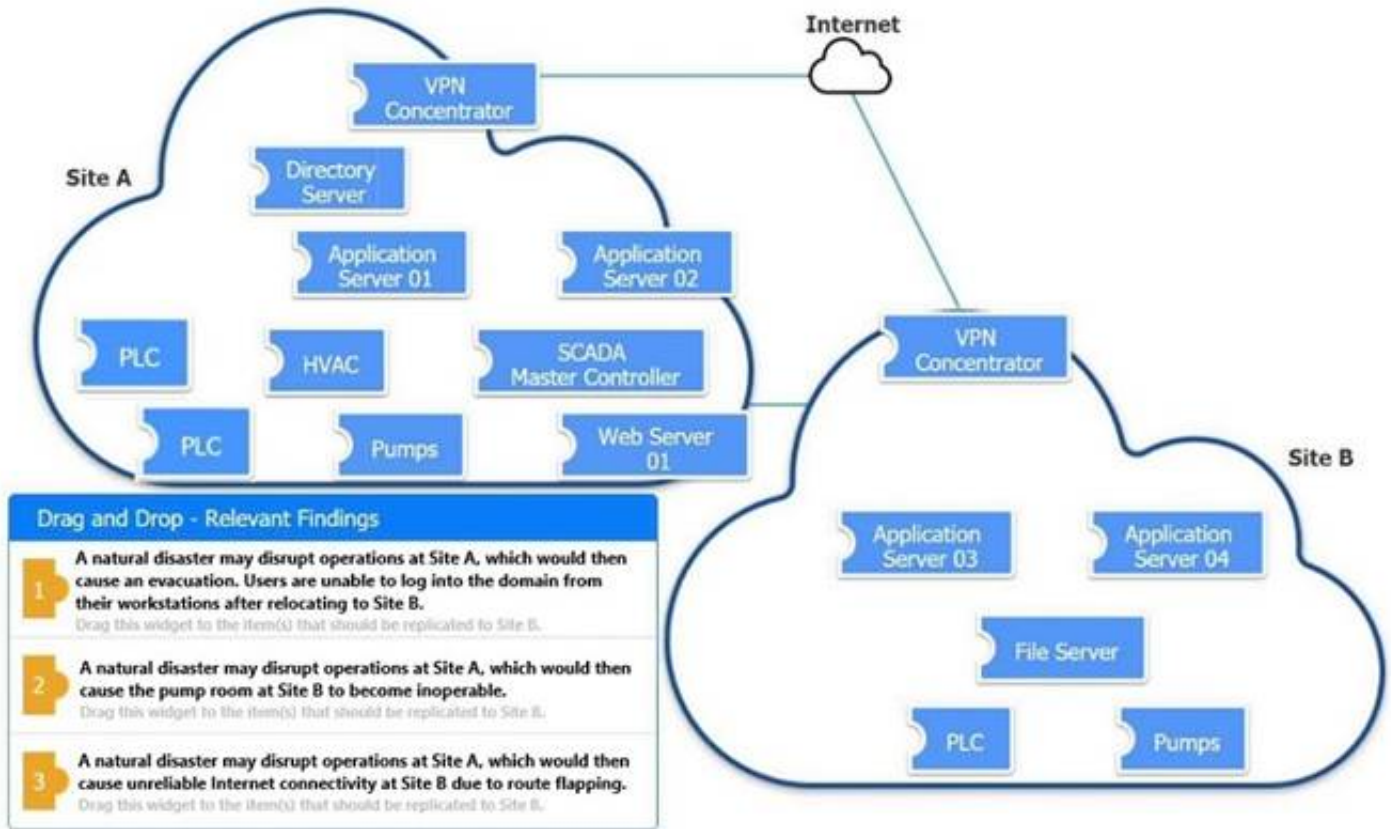 Internet
VPN
Concentrator
Site A
Directory
Server
Application
Server 01
Application
Server 02
PLC
HVAC
SCADA
Master Controller
PLC
Pumps
Web Server
01
VPN
Concentrator
Site B
Application
Server 03
Application
Server 04
File Server
PLC
Pumps
Drag and Drop - Relevant Findings
1
A natural disaster may disrupt operations at Site A, which would then
cause an evacuation. Users are unable to log into the domain from
their workstations after relocating to Site B.
Drag this widget to the item(s) that should be replicated to Site B.
2
A natural disaster may disrupt operations at Site A, which would then
cause the pump room at Site B to become inoperable.
Drag this widget to the item(s) that should be replicated to Site B.
3
A natural disaster may disrupt operations at Site A, which would then
cause unreliable Internet connectivity at Site B due to route flapping.
Drag this widget to the item(s) that should be replicated to Site B.